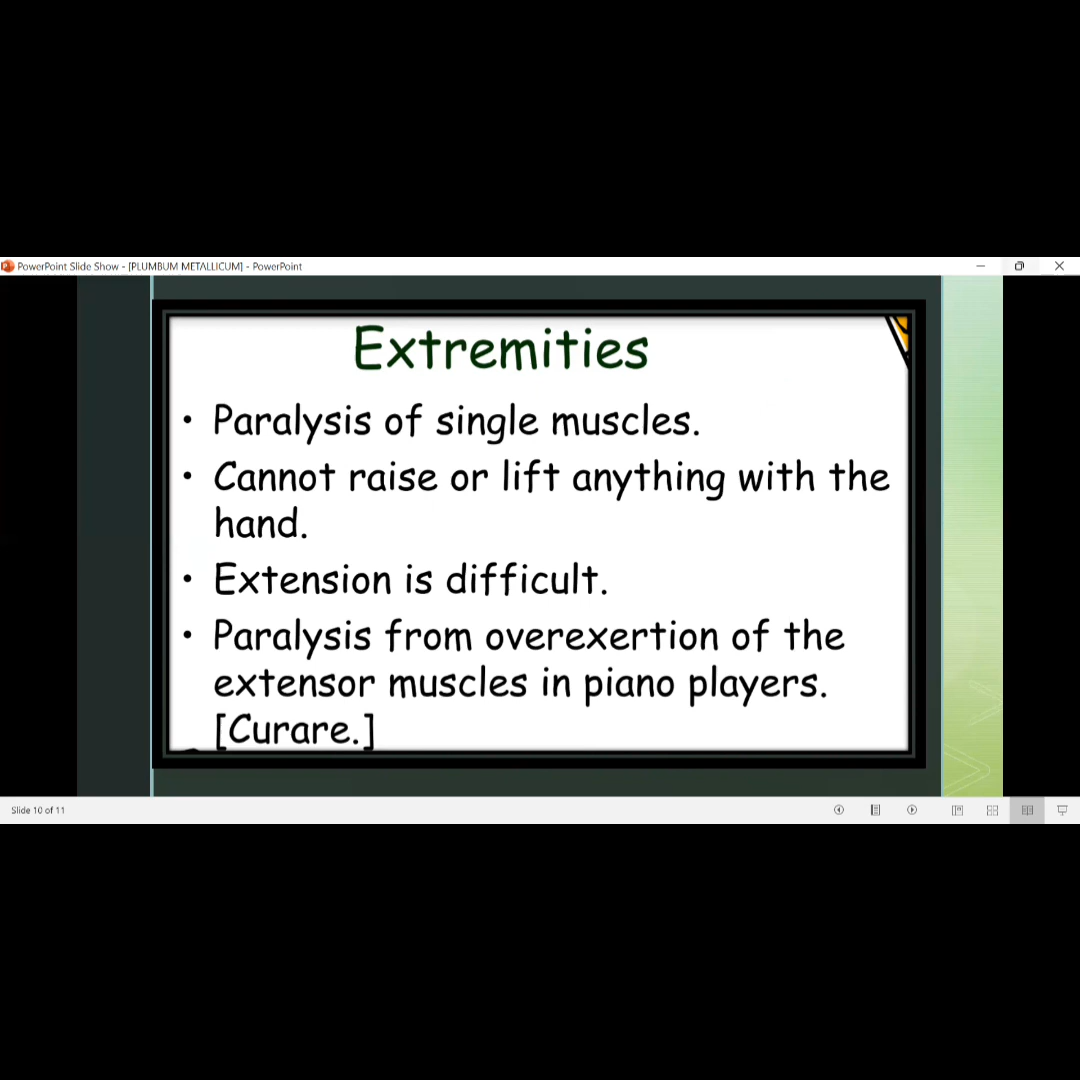 PowerPoint Slide Show - [PLUMBUM METALLICUM] - PowerPoint
Extremities
• Paralysis of single muscles.
• Cannot raise or lift anything with the
hand.
• Extension is difficult.
• Paralysis from overexertion of the
extensor muscles in piano players.
[Curare.]
Slide 10 of 11